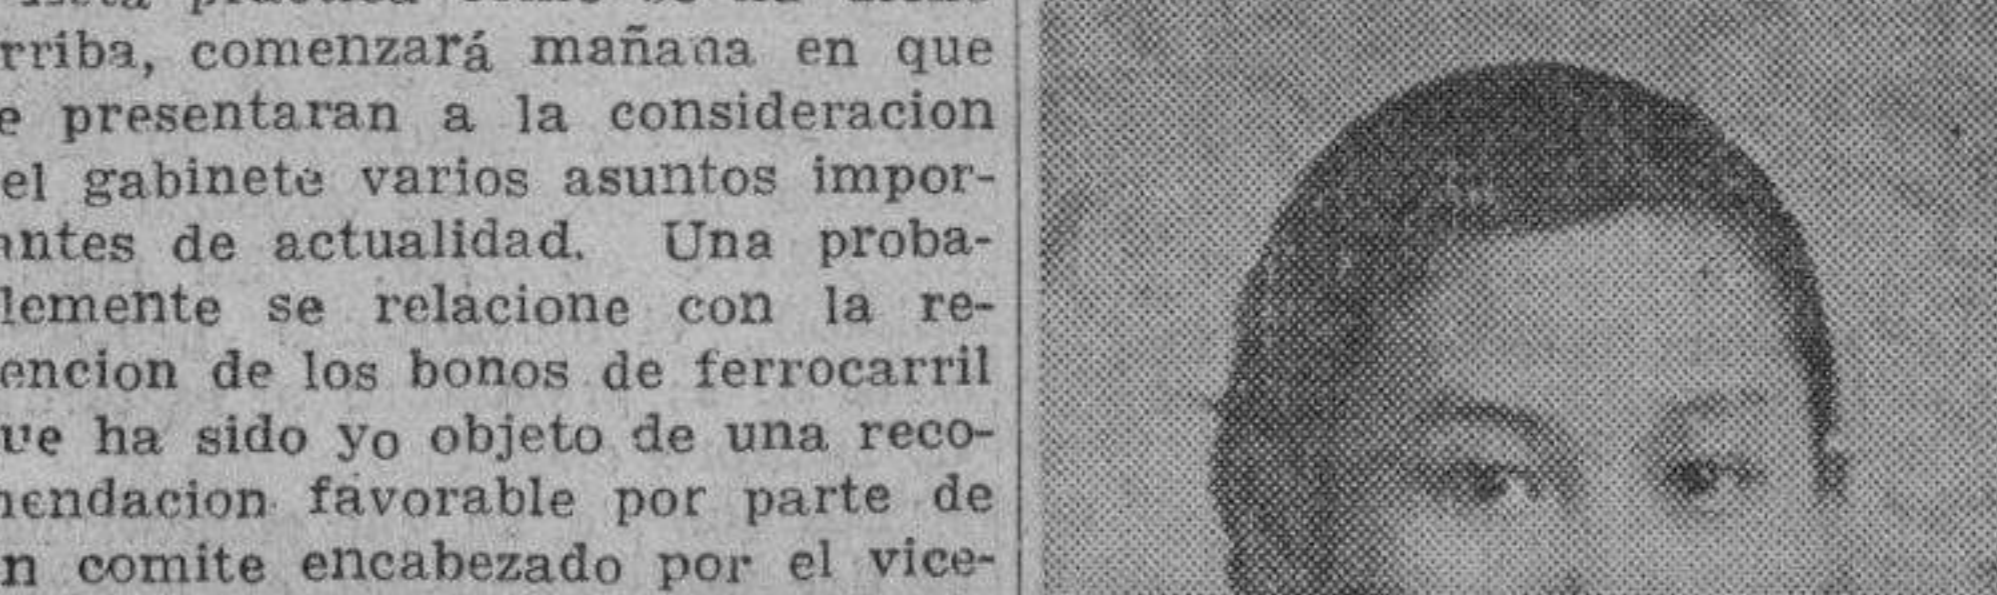 rriba, comenzará mañana en que
e presentaran a la consideracion
el gabinete varios asuntos impor-
antes de actualidad. Una proba-
lemente se relacione con la re-
encion de los bonos de ferrocarril
ue ha sido yo objeto de una reco-
endacion favorable por parte de
n comite encabezado por el vice-